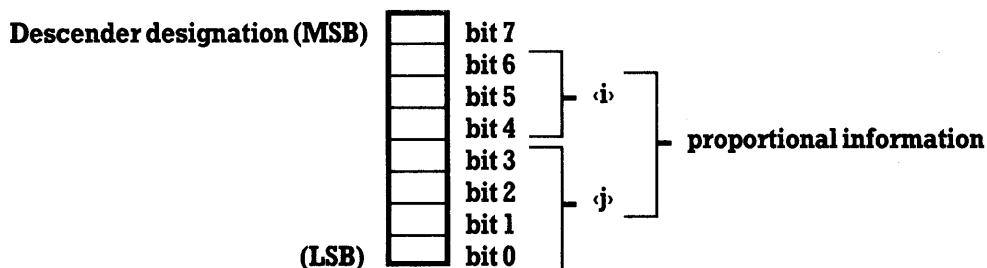 Descender designation (MSB) bit 7
bit 6
bit 5 ‹i›
bit 4
bit 3 proportional information
bit 2
bit 1 ‹j›
(LSB) bit 0